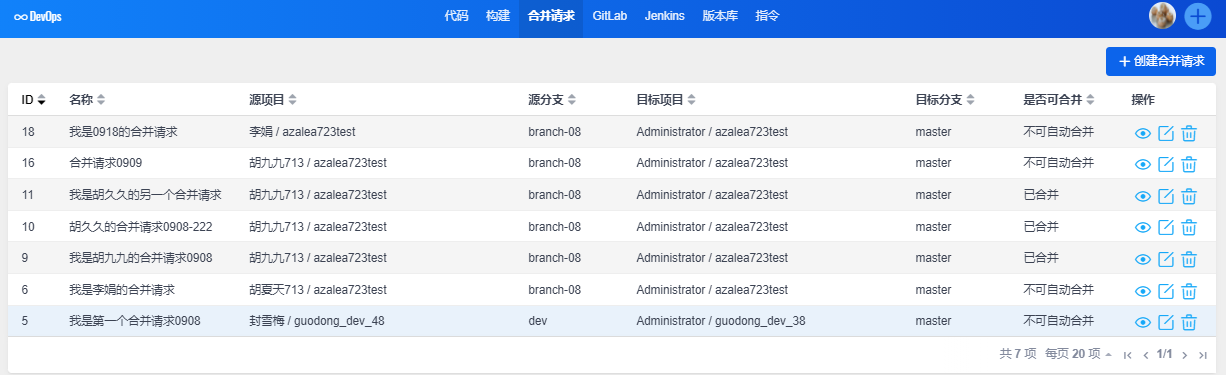 DevOps 代码 构建 合并请求 GitLab Jenkins 版本库 指令
创建合并请求
ID 名称 源项目 源分支 目标项目 目标分支 是否可合并 操作
18 我是0918的合并请求 李娟 / azalea723test branch-08 Administrator / azalea723test master 不可自动合并
16 合并请求0909 胡九九713 / azalea723test branch-08 Administrator / azalea723test master 不可自动合并
11 我是胡久久的另一个合并请求 胡九九713 / azalea723test branch-08 Administrator / azalea723test master 已合并
10 胡久久的合并请求0908-222 胡九九713 / azalea723test branch-08 Administrator / azalea723test master 已合并
9 我是胡九九的合并请求0908 胡九九713 / azalea723test branch-08 Administrator / azalea723test master 已合并
6 我是李娟的合并请求 胡夏天713 / azalea723test branch-08 Administrator / azalea723test master 不可自动合并
5 我是第一个合并请求0908 封雪梅 / guodong_dev_48 dev Administrator / guodong_dev_38 master 不可自动合并
共 7 项 每页 20 项 1/1